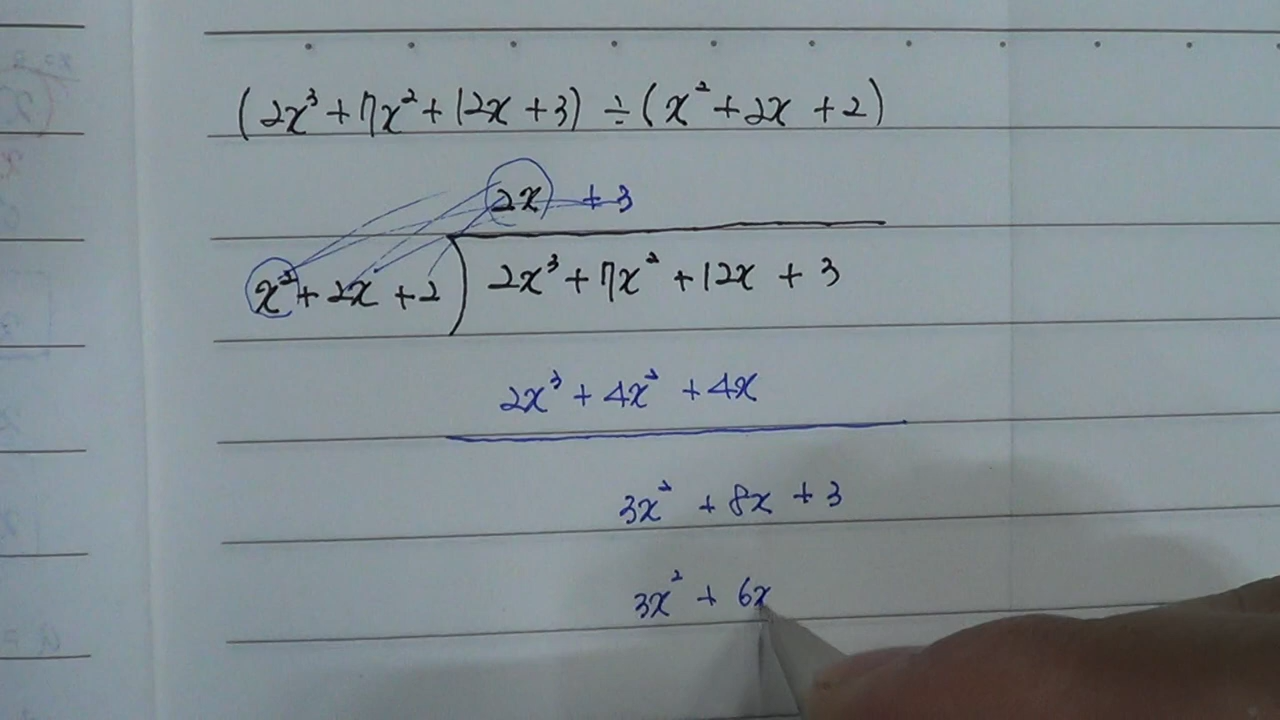 (2x³ + 7x² + 12x + 3) ÷ (x² + 2x + 2)
2x + 3
x² + 2x + 2 ) 2x³ + 7x² + 12x + 3
2x³ + 4x² + 4x
3x² + 8x + 3
3x² + 6x